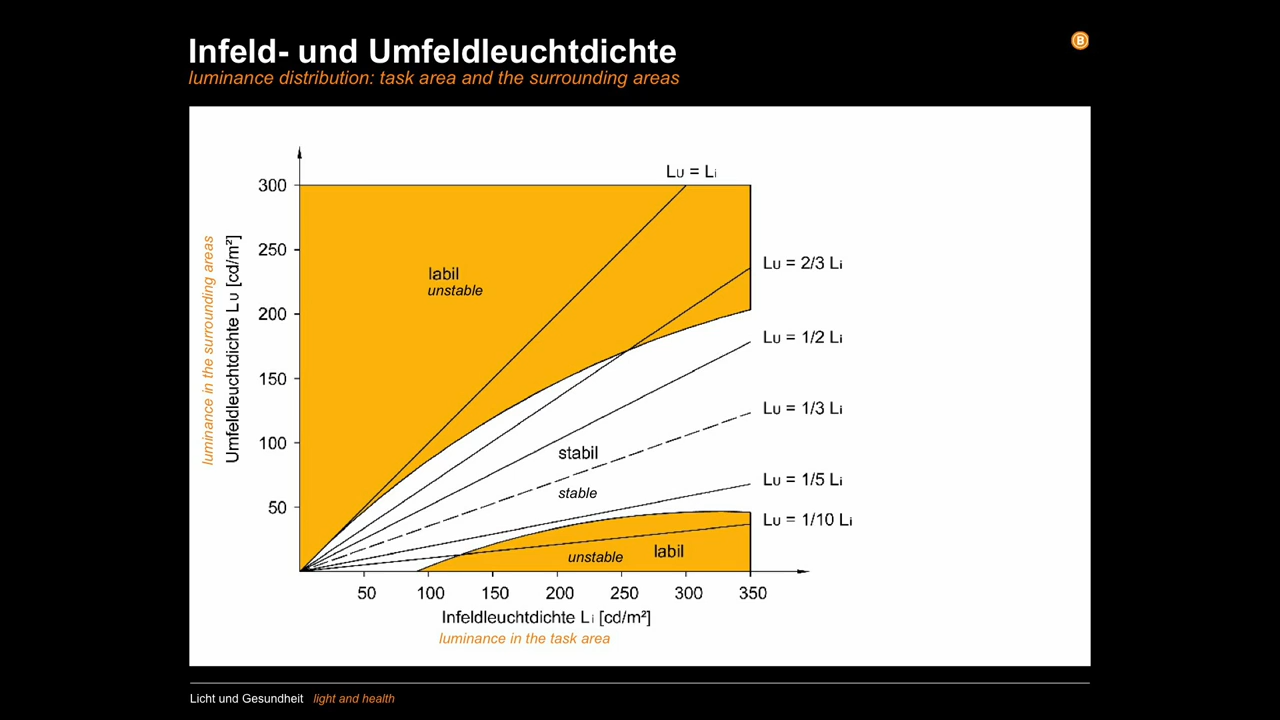 Infeld- und Umfeldleuchtdichte
B
luminance distribution: task area and the surrounding areas
LU = Li
300
250
200
150
100
50
LU = 2/3 Li
LU = 1/2 Li
LU = 1/3 Li
LU = 1/5 Li
LU = 1/10 Li
labil
unstable
stabil
stable
unstable
labil
luminance in the surrounding areas
Umfeldleuchtdichte LU [cd/m²]
50 100 150 200 250 300 350
Infeldleuchtdichte Li [cd/m²]
luminance in the task area
Licht und Gesundheit light and health